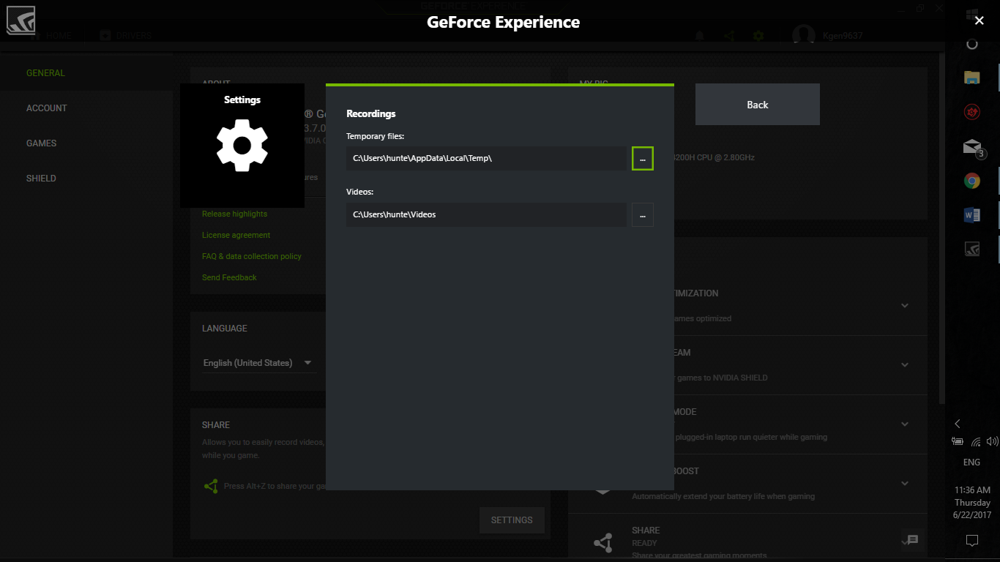 GEFORCE EXPERIENCE
GeForce Experience
HOME
DRIVERS
Kgen9637
GENERAL
ACCOUNT
GAMES
SHIELD
ABOUT
MY RIG
Settings
® Ge
3.7.0
VIDIA C
ures
Release highlights
License agreement
FAQ & data collection policy
Send Feedback
Recordings
Temporary files:
C:\Users\hunte\AppData\Local\Temp\
...
Videos:
C:\Users\hunte\Videos
...
Back
4200H CPU @ 2.80GHz
LANGUAGE
English (United States)
SHARE
Allows you to easily record videos,
while you game.
Press Alt+Z to share your ga
SETTINGS
TIMIZATION
ames optimized
EAM
games to NVIDIA SHIELD
MODE
plugged-in laptop run quieter while gaming
BOOST
Automatically extend your battery life when gaming
SHARE
READY
Share your greatest gaming moments
3
W
ENG
11:36 AM
Thursday
6/22/2017